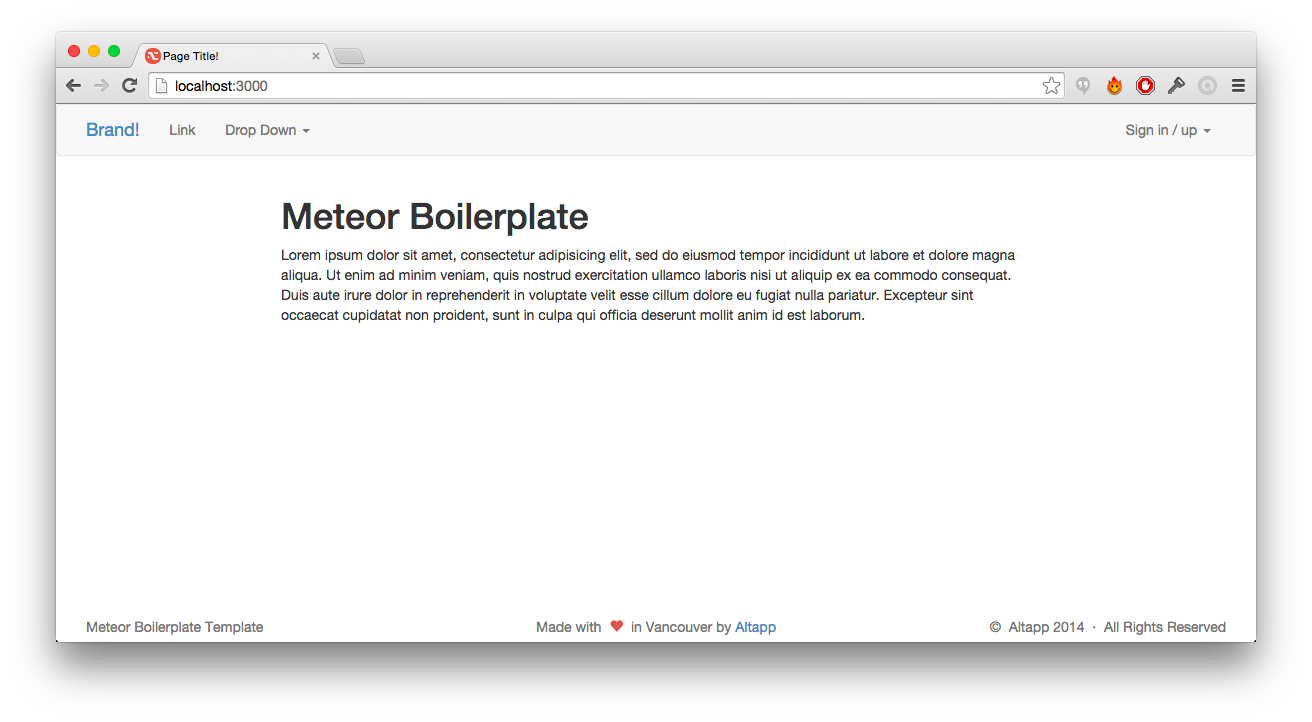 Page Title!
localhost:3000
Brand! Link Drop Down Sign in / up
Meteor Boilerplate
Lorem ipsum dolor sit amet, consectetur adipisicing elit, sed do eiusmod tempor incididunt ut labore et dolore magna
aliqua. Ut enim ad minim veniam, quis nostrud exercitation ullamco laboris nisi ut aliquip ex ea commodo consequat.
Duis aute irure dolor in reprehenderit in voluptate velit esse cillum dolore eu fugiat nulla pariatur. Excepteur sint
occaecat cupidatat non proident, sunt in culpa qui officia deserunt mollit anim id est laborum.
Meteor Boilerplate Template Made with ❤ in Vancouver by Altapp © Altapp 2014 · All Rights Reserved